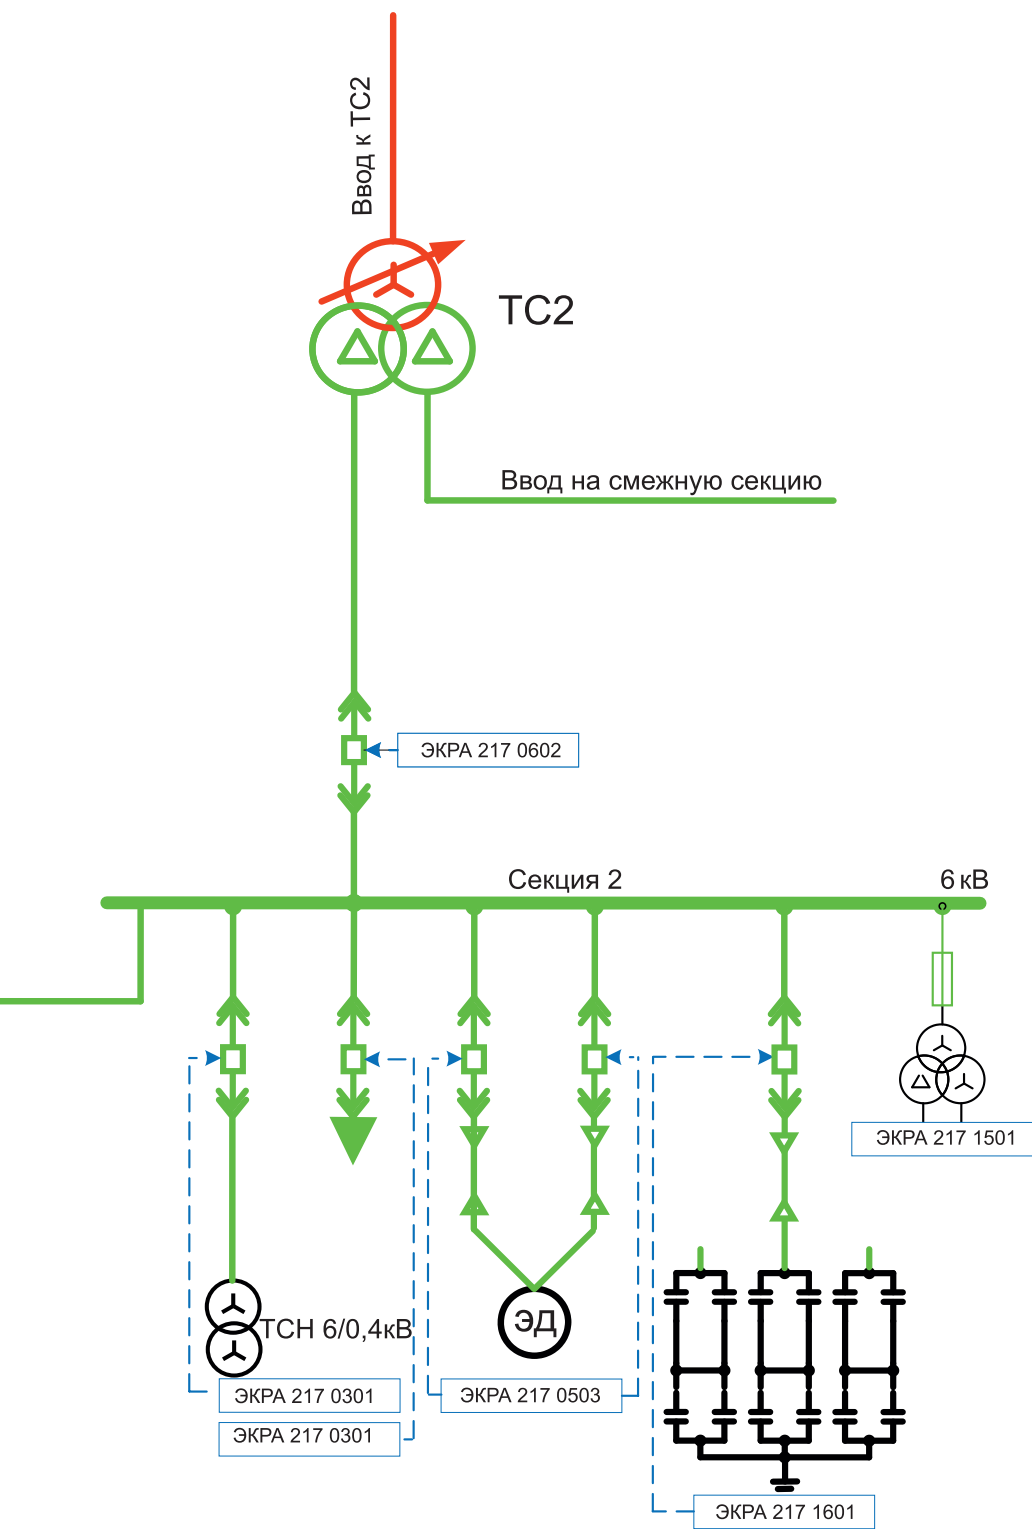 Ввод к ТС2
ТС2
Ввод на смежную секцию
ЭКРА 217 0602
Секция 2
6 кВ
ЭКРА 217 1501
ТСН 6/0,4кВ
ЭД
ЭКРА 217 0301
ЭКРА 217 0503
ЭКРА 217 0301
ЭКРА 217 1601